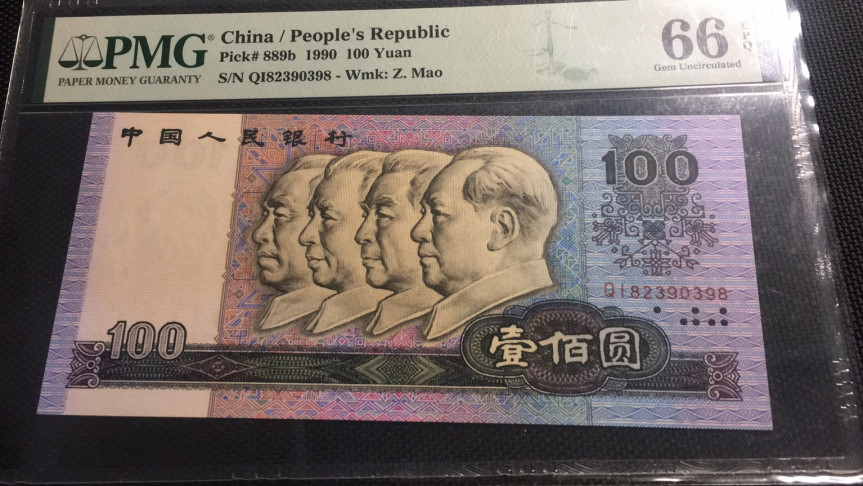 PMG®
PAPER MONEY GUARANTY
China / People's Republic
Pick# 889b 1990 100 Yuan
S/N QI82390398 - Wmk: Z. Mao
66 EPQ
Gem Uncirculated
中国人民银行
100
QI82390398
100
壹佰圆